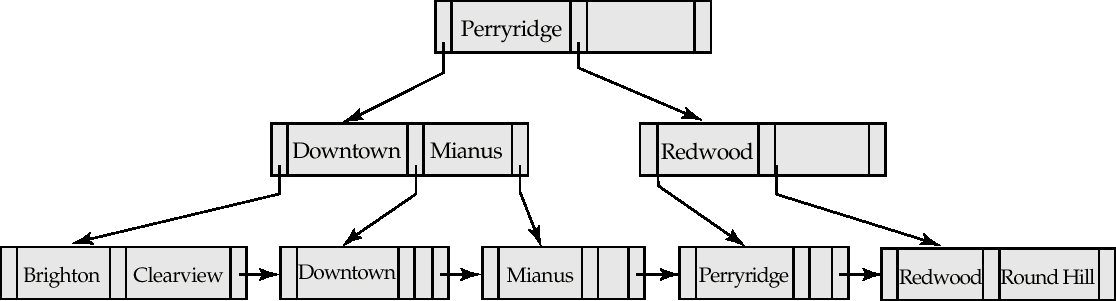 Perryridge
Downtown Mianus Redwood
Brighton Clearview Downtown Mianus Perryridge Redwood Round Hill